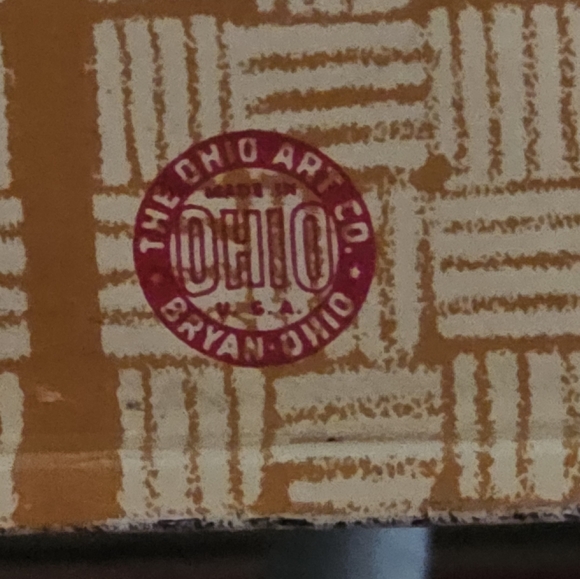 THE OHIO ART CO.
MADE IN
OHIO
U.S.A.
BRYAN-OHIO